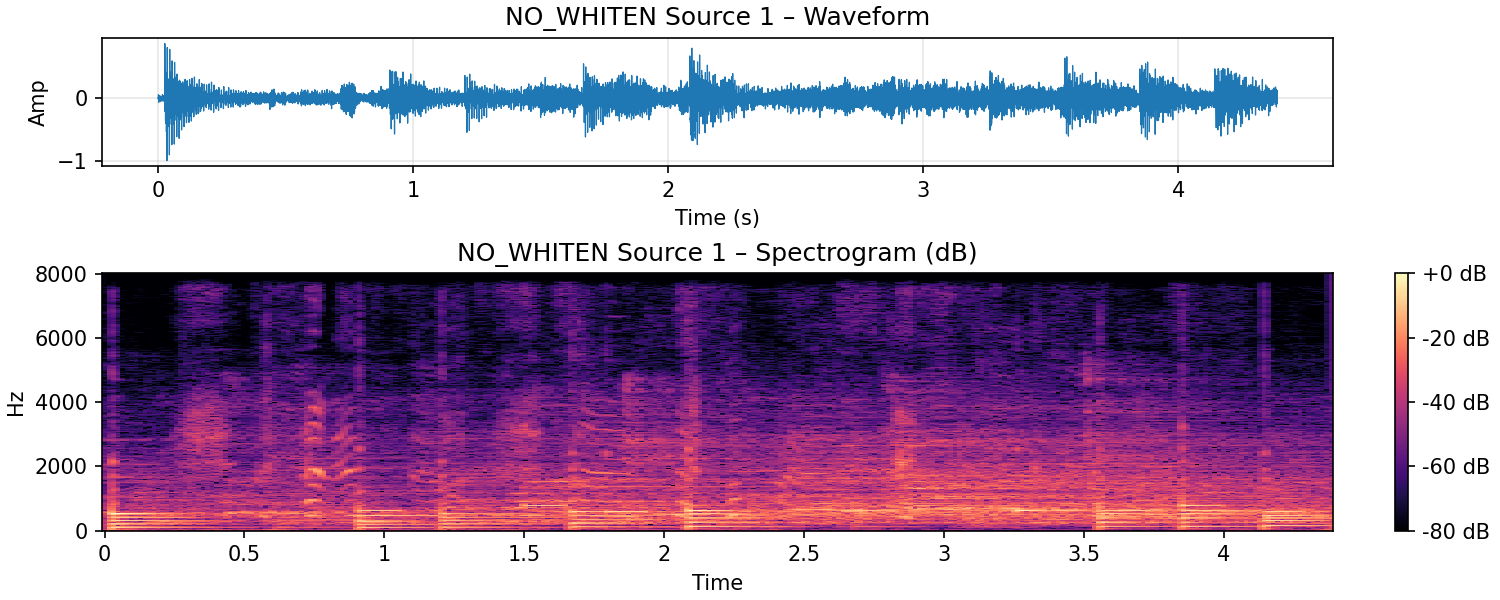 NO_WHITEN Source 1 – Waveform
Amp
0
−1
0 1 2 3 4
Time (s)
NO_WHITEN Source 1 – Spectrogram (dB)
Hz
8000
6000
4000
2000
0
0 0.5 1 1.5 2 2.5 3 3.5 4
Time
+0 dB
-20 dB
-40 dB
-60 dB
-80 dB